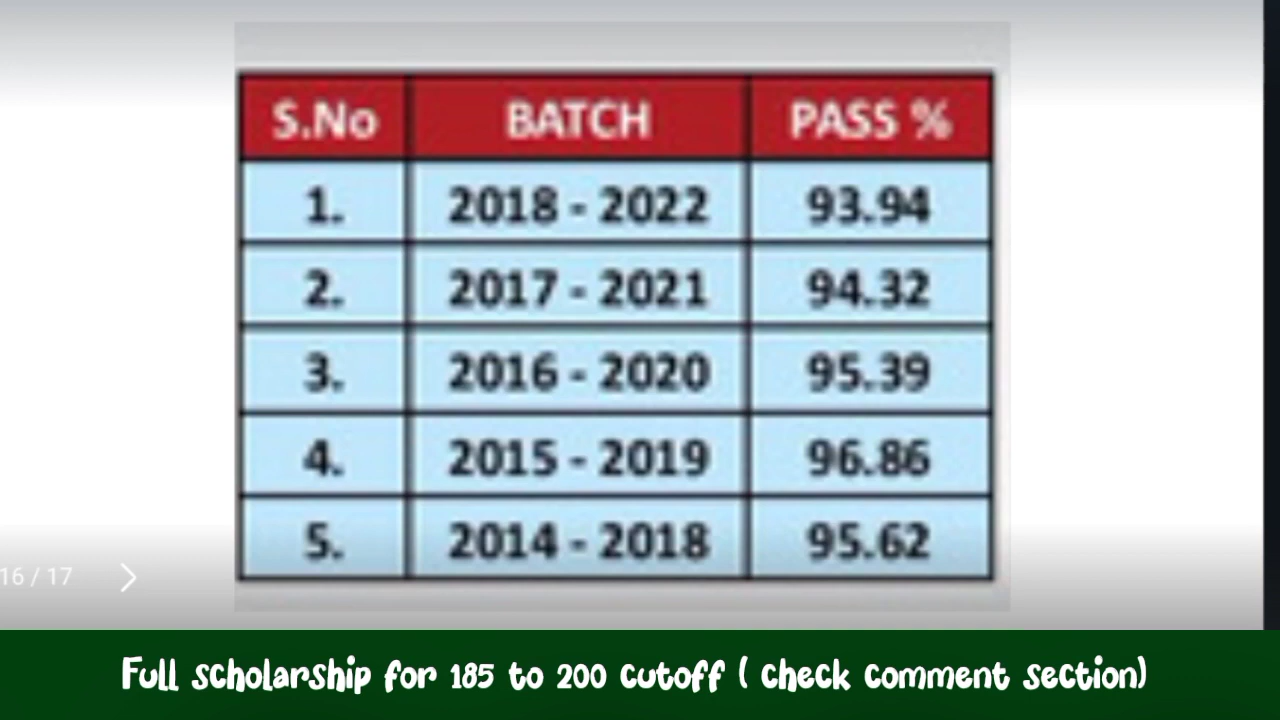 S.No BATCH PASS %
1. 2018 - 2022 93.94
2. 2017 - 2021 94.32
3. 2016 - 2020 95.39
4. 2015 - 2019 96.86
5. 2014 - 2018 95.62
16 / 17
Full scholarship for 185 to 200 cutoff ( check comment section)